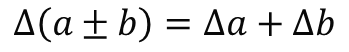 Δ(a ± b) = Δa + Δb